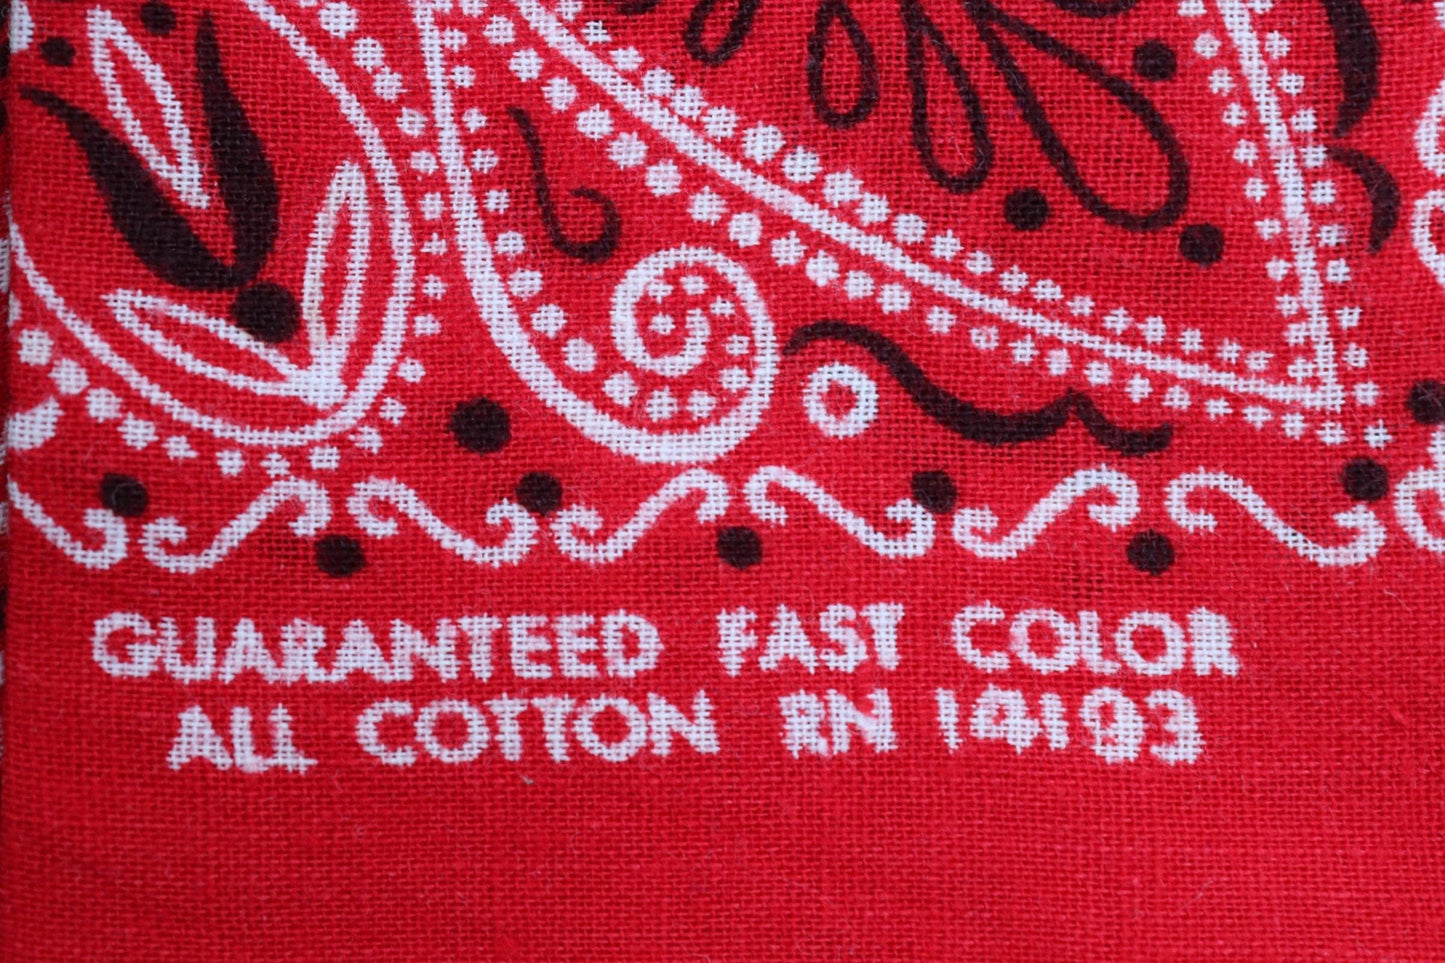 GUARANTEED FAST COLOR
ALL COTTON RN 14193